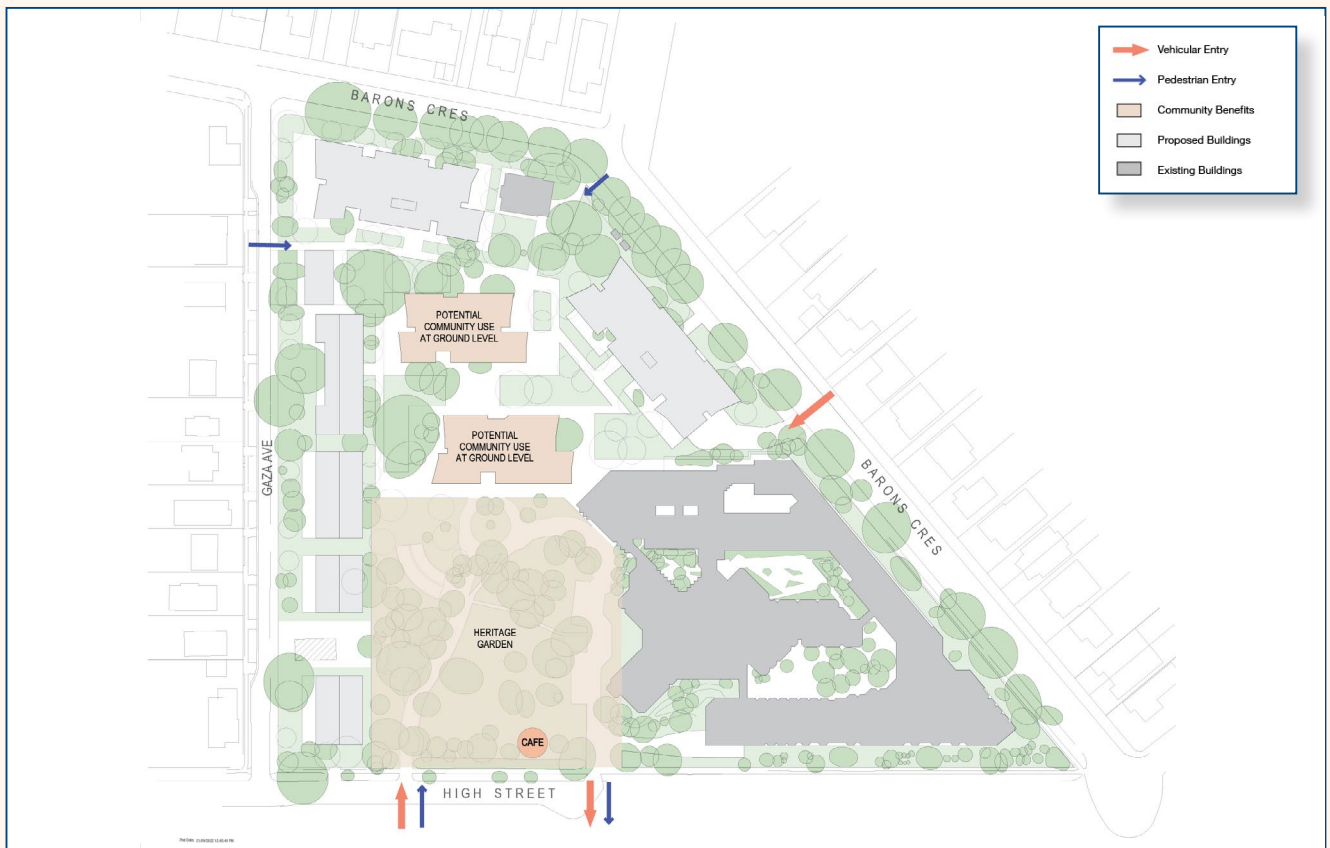 Vehicular Entry
Pedestrian Entry
Community Benefits
Proposed Buildings
Existing Buildings
BARONS CRES
POTENTIAL
COMMUNITY USE
AT GROUND LEVEL
POTENTIAL
COMMUNITY USE
AT GROUND LEVEL
GAZA AVE
BARONS CRES
HERITAGE
GARDEN
CAFE
HIGH STREET